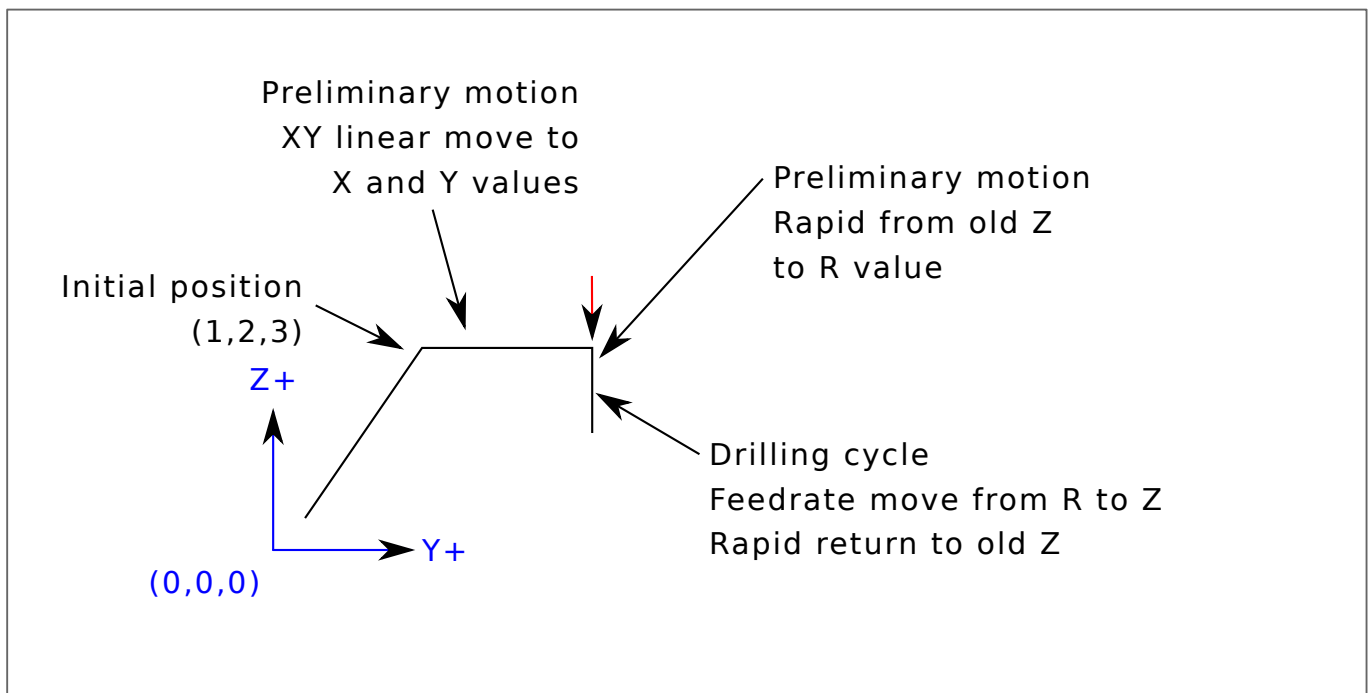 Preliminary motion
XY linear move to
X and Y values
Preliminary motion
Rapid from old Z
to R value
Initial position
(1,2,3)
Z+
Drilling cycle
Feedrate move from R to Z
Rapid return to old Z
Y+
(0,0,0)